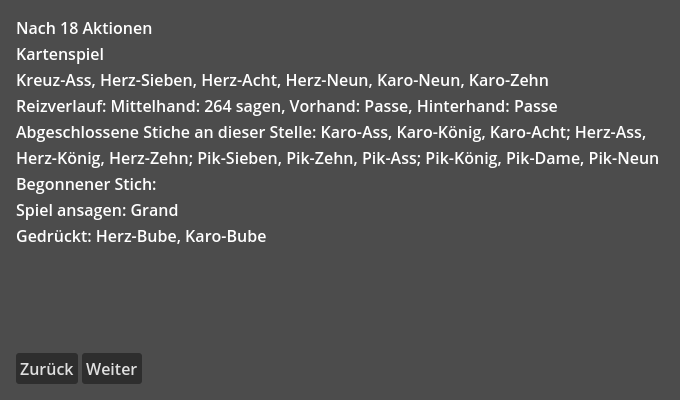 Nach 18 Aktionen
Kartenspiel
Kreuz-Ass, Herz-Sieben, Herz-Acht, Herz-Neun, Karo-Neun, Karo-Zehn
Reizverlauf: Mittelhand: 264 sagen, Vorhand: Passe, Hinterhand: Passe
Abgeschlossene Stiche an dieser Stelle: Karo-Ass, Karo-König, Karo-Acht; Herz-Ass,
Herz-König, Herz-Zehn; Pik-Sieben, Pik-Zehn, Pik-Ass; Pik-König, Pik-Dame, Pik-Neun
Begonnener Stich:
Spiel ansagen: Grand
Gedrückt: Herz-Bube, Karo-Bube
Zurück Weiter